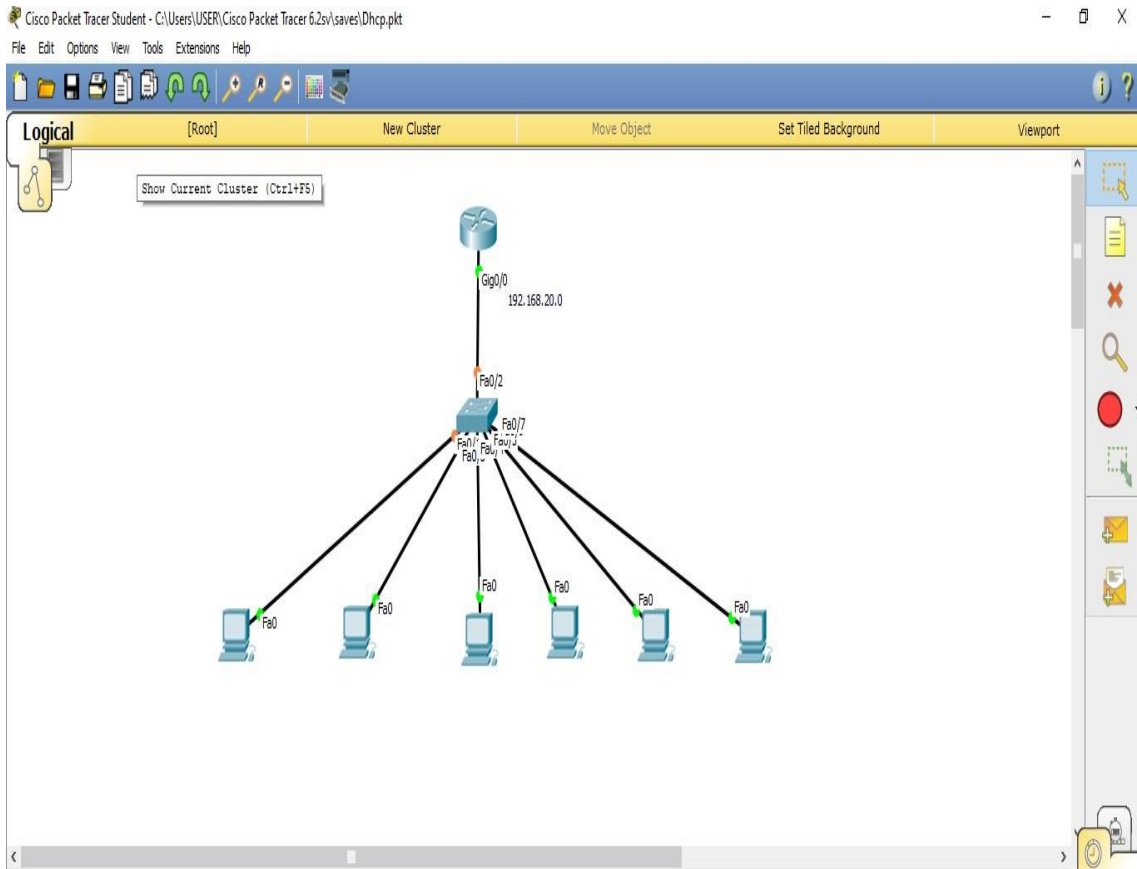 Cisco Packet Tracer Student - C:\Users\USER\Cisco Packet Tracer 6.2sv\saves\Dhcp.pkt
File Edit Options View Tools Extensions Help
Logical [Root] New Cluster Move Object Set Tiled Background Viewport
Show Current Cluster (Ctrl+F5)
Gig0/0
192.168.20.0
Fa0/2
Fa0/7
Fa0 Fa0 Fa0 Fa0 Fa0 Fa0